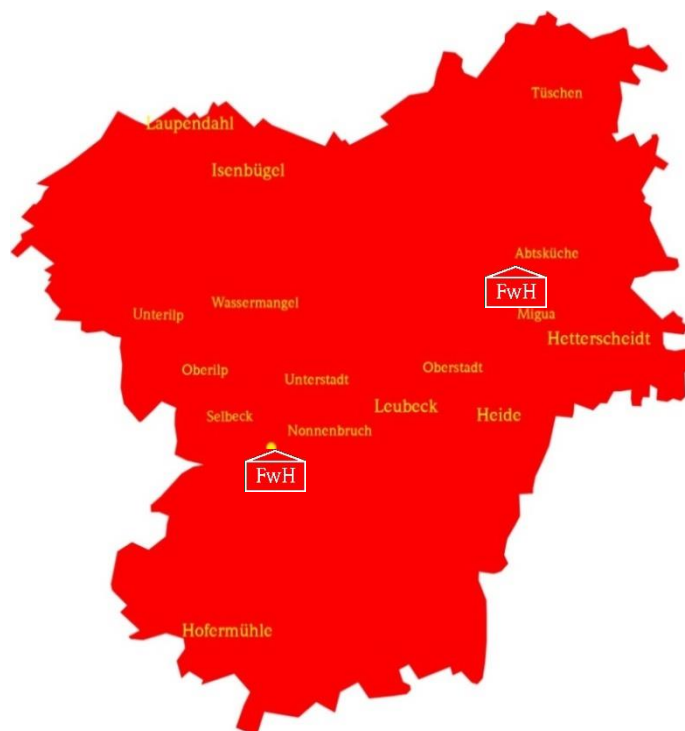 Tüschen
Laupendahl
Isenbügel
Abtsküche
FwH
Wassermangel
Unterilp
Migua
Hetterscheidt
Oberilp
Unterstadt
Oberstadt
Leubeck
Selbeck
Heide
Nonnenbruch
FwH
Hofermühle